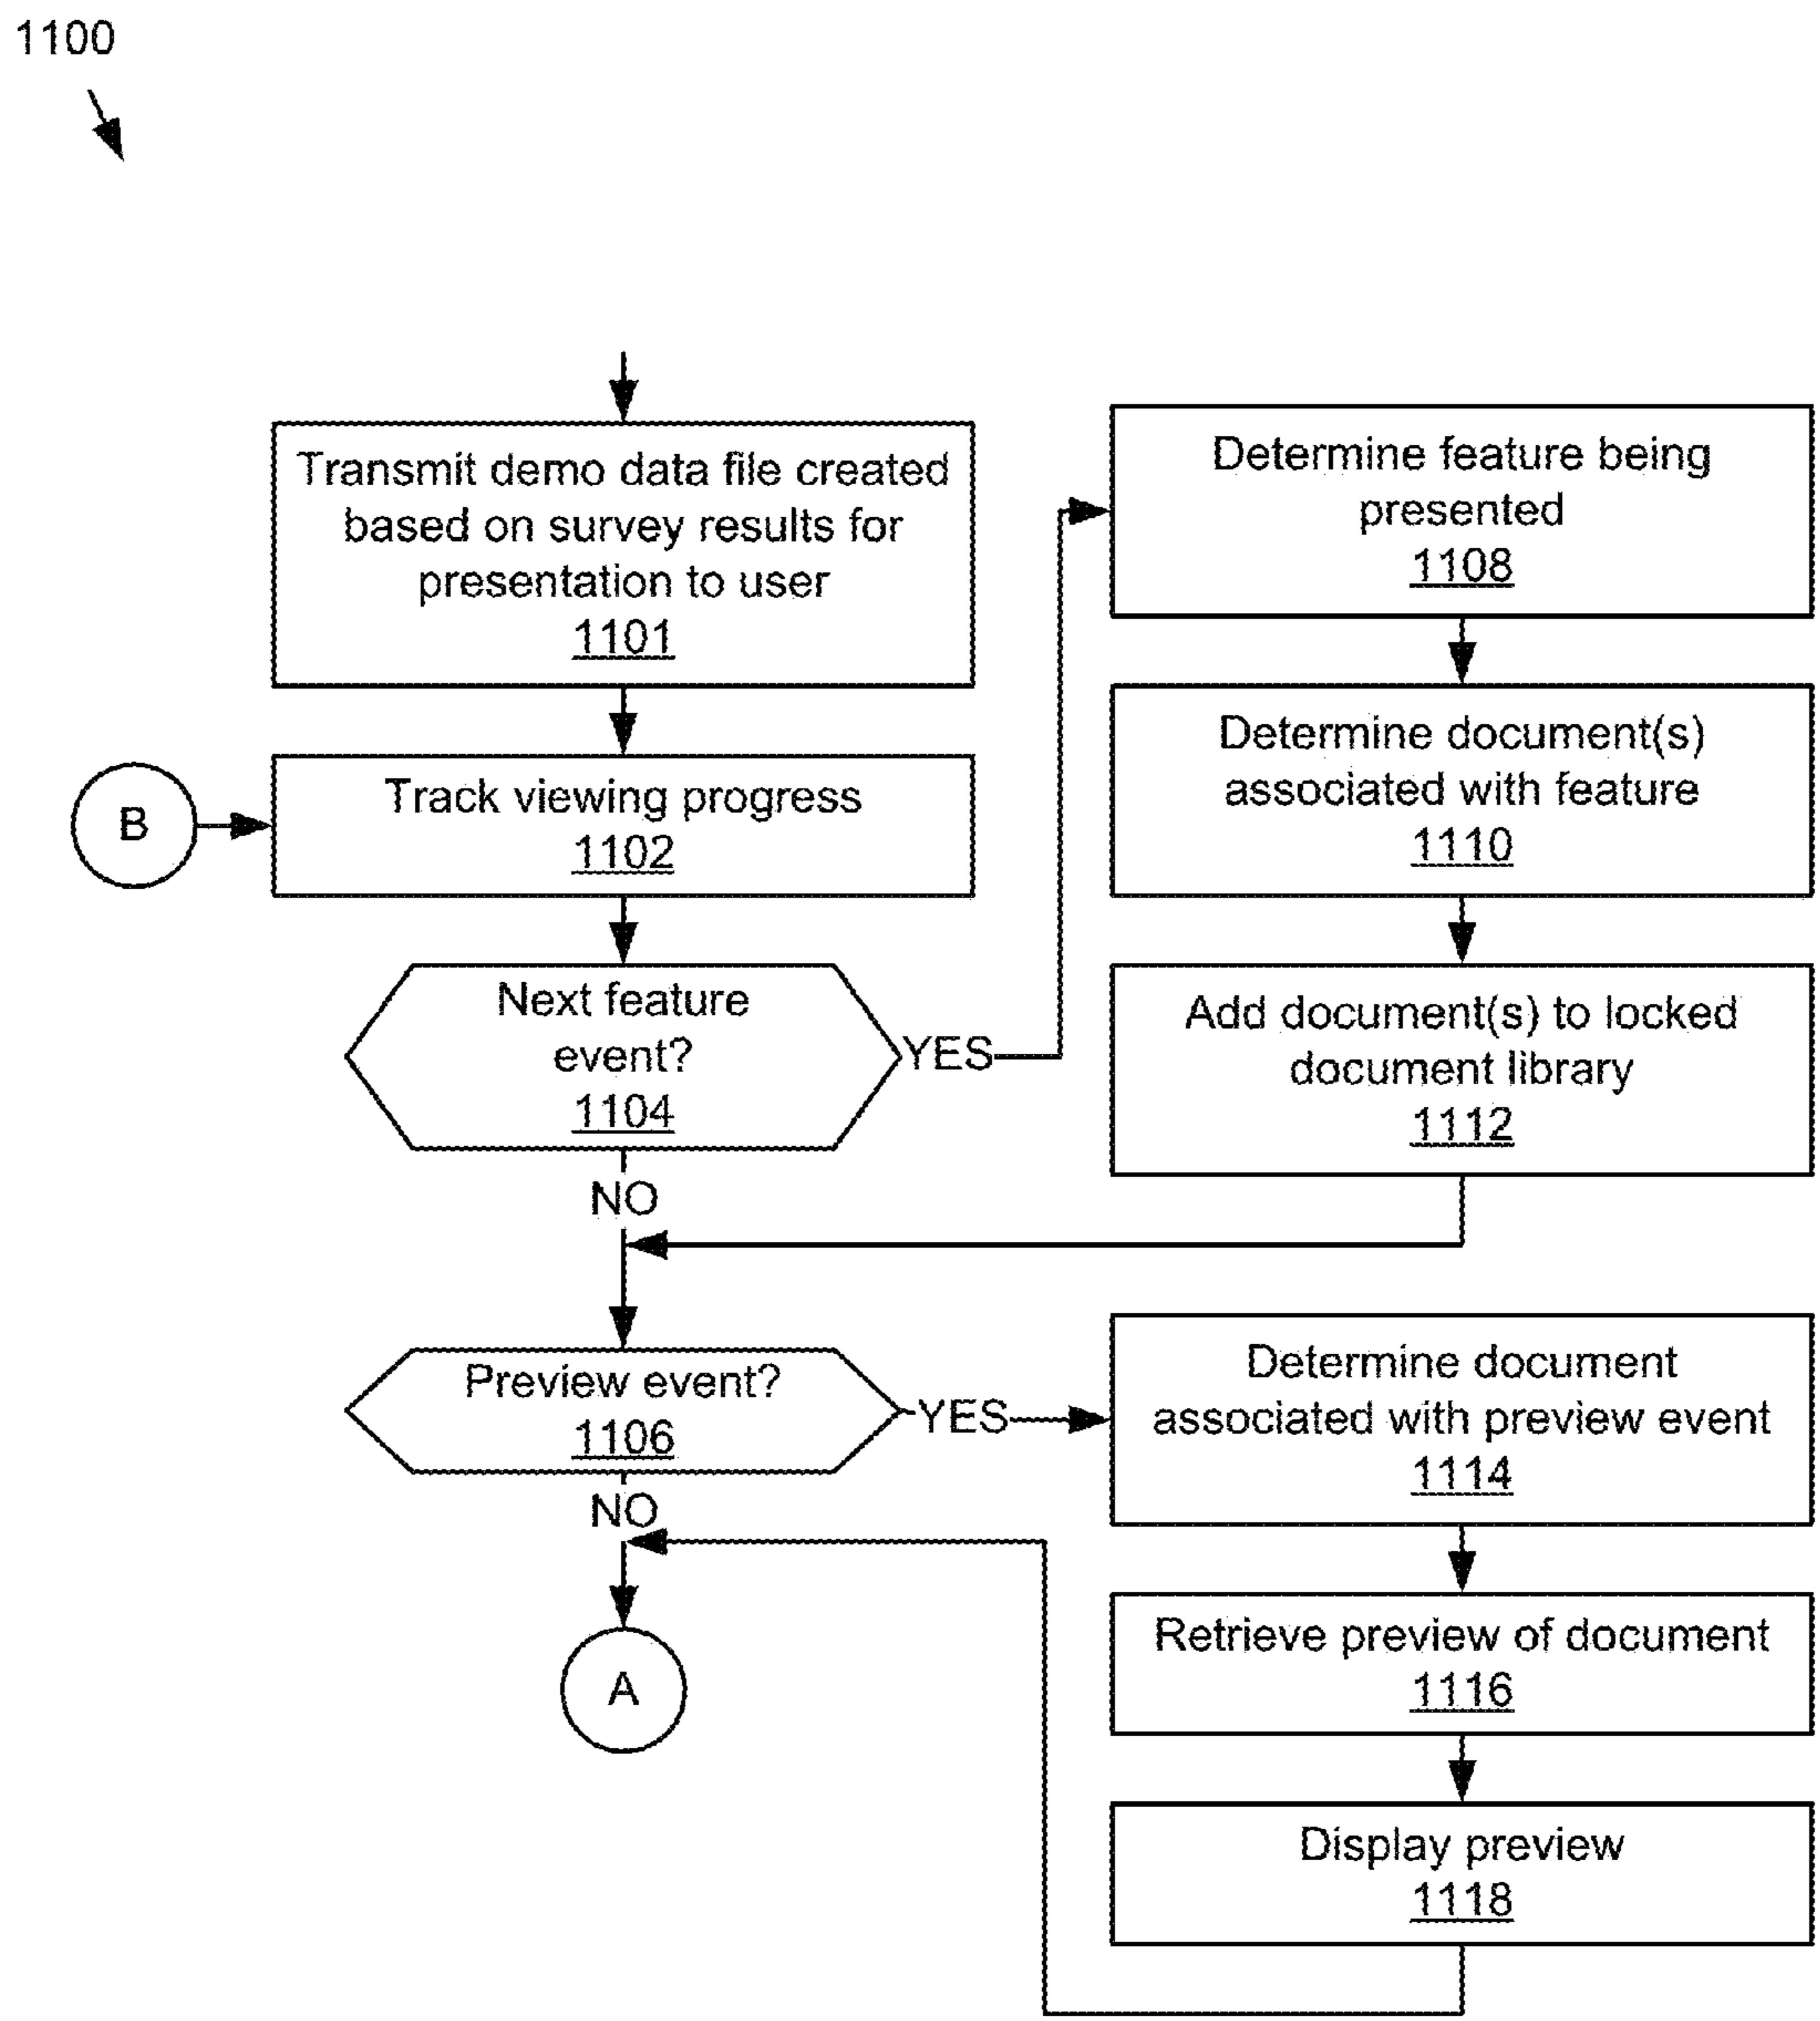 1100
Transmit demo data file created
based on survey results for
presentation to user
1101
B
Track viewing progress
1102
Next feature
event?
1104
YES
NO
Determine feature being
presented
1108
Determine document(s)
associated with feature
1110
Add document(s) to locked
document library
1112
Preview event?
1106
YES
NO
A
Determine document
associated with preview event
1114
Retrieve preview of document
1116
Display preview
1118